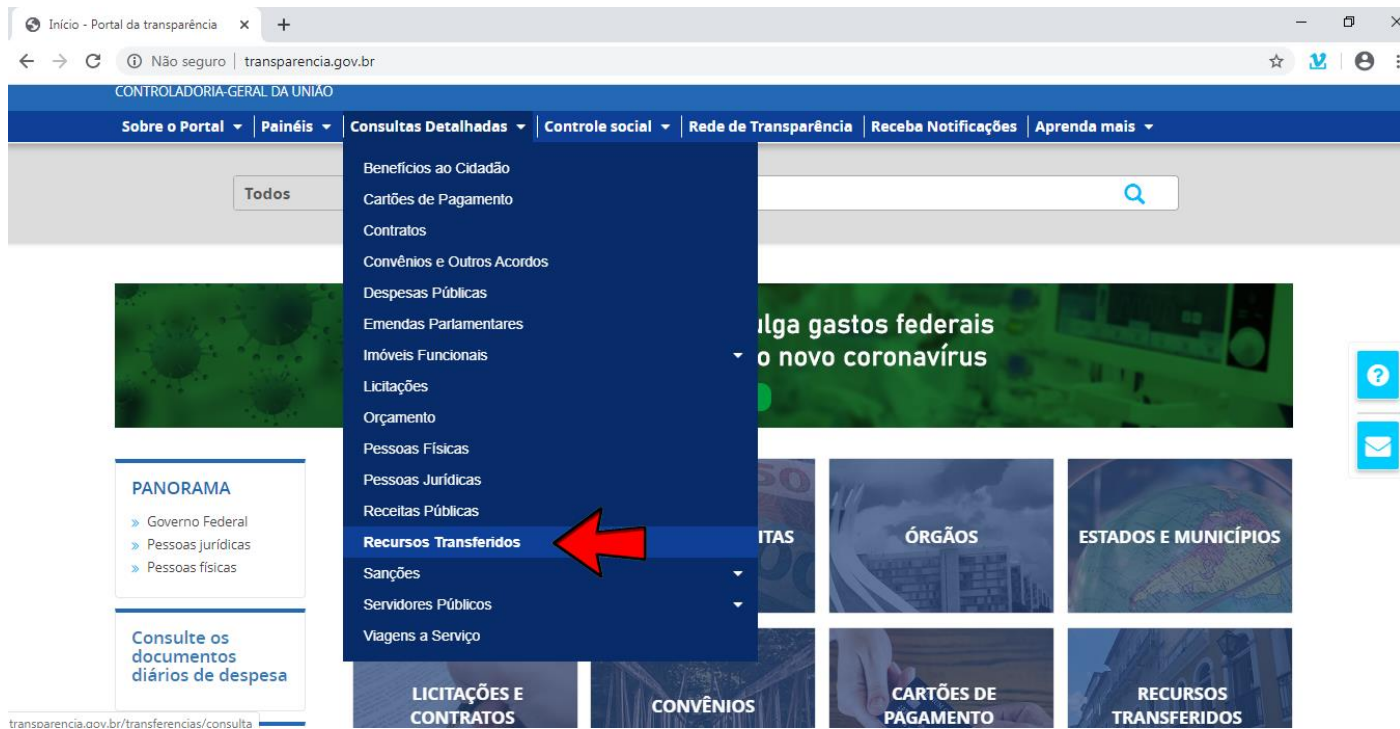 Início - Portal da transparência
Não seguro | transparencia.gov.br
CONTROLADORIA-GERAL DA UNIÃO
Sobre o Portal Painéis Consultas Detalhadas Controle social Rede de Transparência Receba Notificações Aprenda mais
Todos
Benefícios ao Cidadão
Cartões de Pagamento
Contratos
Convênios e Outros Acordos
Despesas Públicas
Emendas Parlamentares
Imóveis Funcionais
Licitações
Orçamento
Pessoas Físicas
Pessoas Jurídicas
Receitas Públicas
Recursos Transferidos
Sanções
Servidores Públicos
Viagens a Serviço
ulga gastos federais
o novo coronavírus
PANORAMA
» Governo Federal
» Pessoas jurídicas
» Pessoas físicas
Consulte os
documentos
diários de despesa
ITAS
ÓRGÃOS
ESTADOS E MUNICÍPIOS
LICITAÇÕES E
CONTRATOS
CONVÊNIOS
CARTÕES DE
PAGAMENTO
RECURSOS
TRANSFERIDOS
transparencia.gov.br/transferencias/consulta